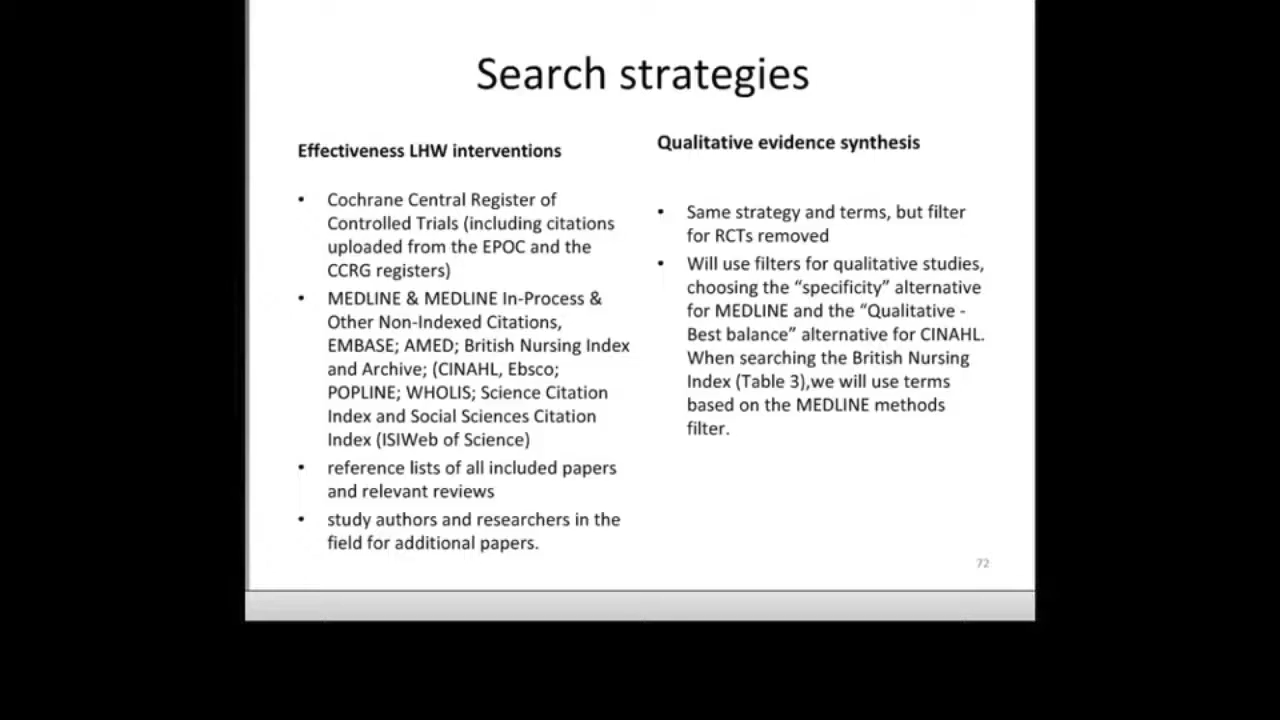 Search strategies
Effectiveness LHW interventions
• Cochrane Central Register of
Controlled Trials (including citations
uploaded from the EPOC and the
CCRG registers)
• MEDLINE & MEDLINE In-Process &
Other Non-Indexed Citations,
EMBASE; AMED; British Nursing Index
and Archive; (CINAHL, Ebsco;
POPLINE; WHOLIS; Science Citation
Index and Social Sciences Citation
Index (ISIWeb of Science)
• reference lists of all included papers
and relevant reviews
• study authors and researchers in the
field for additional papers.
Qualitative evidence synthesis
• Same strategy and terms, but filter
for RCTs removed
• Will use filters for qualitative studies,
choosing the “specificity” alternative
for MEDLINE and the “Qualitative -
Best balance” alternative for CINAHL.
When searching the British Nursing
Index (Table 3),we will use terms
based on the MEDLINE methods
filter.
72